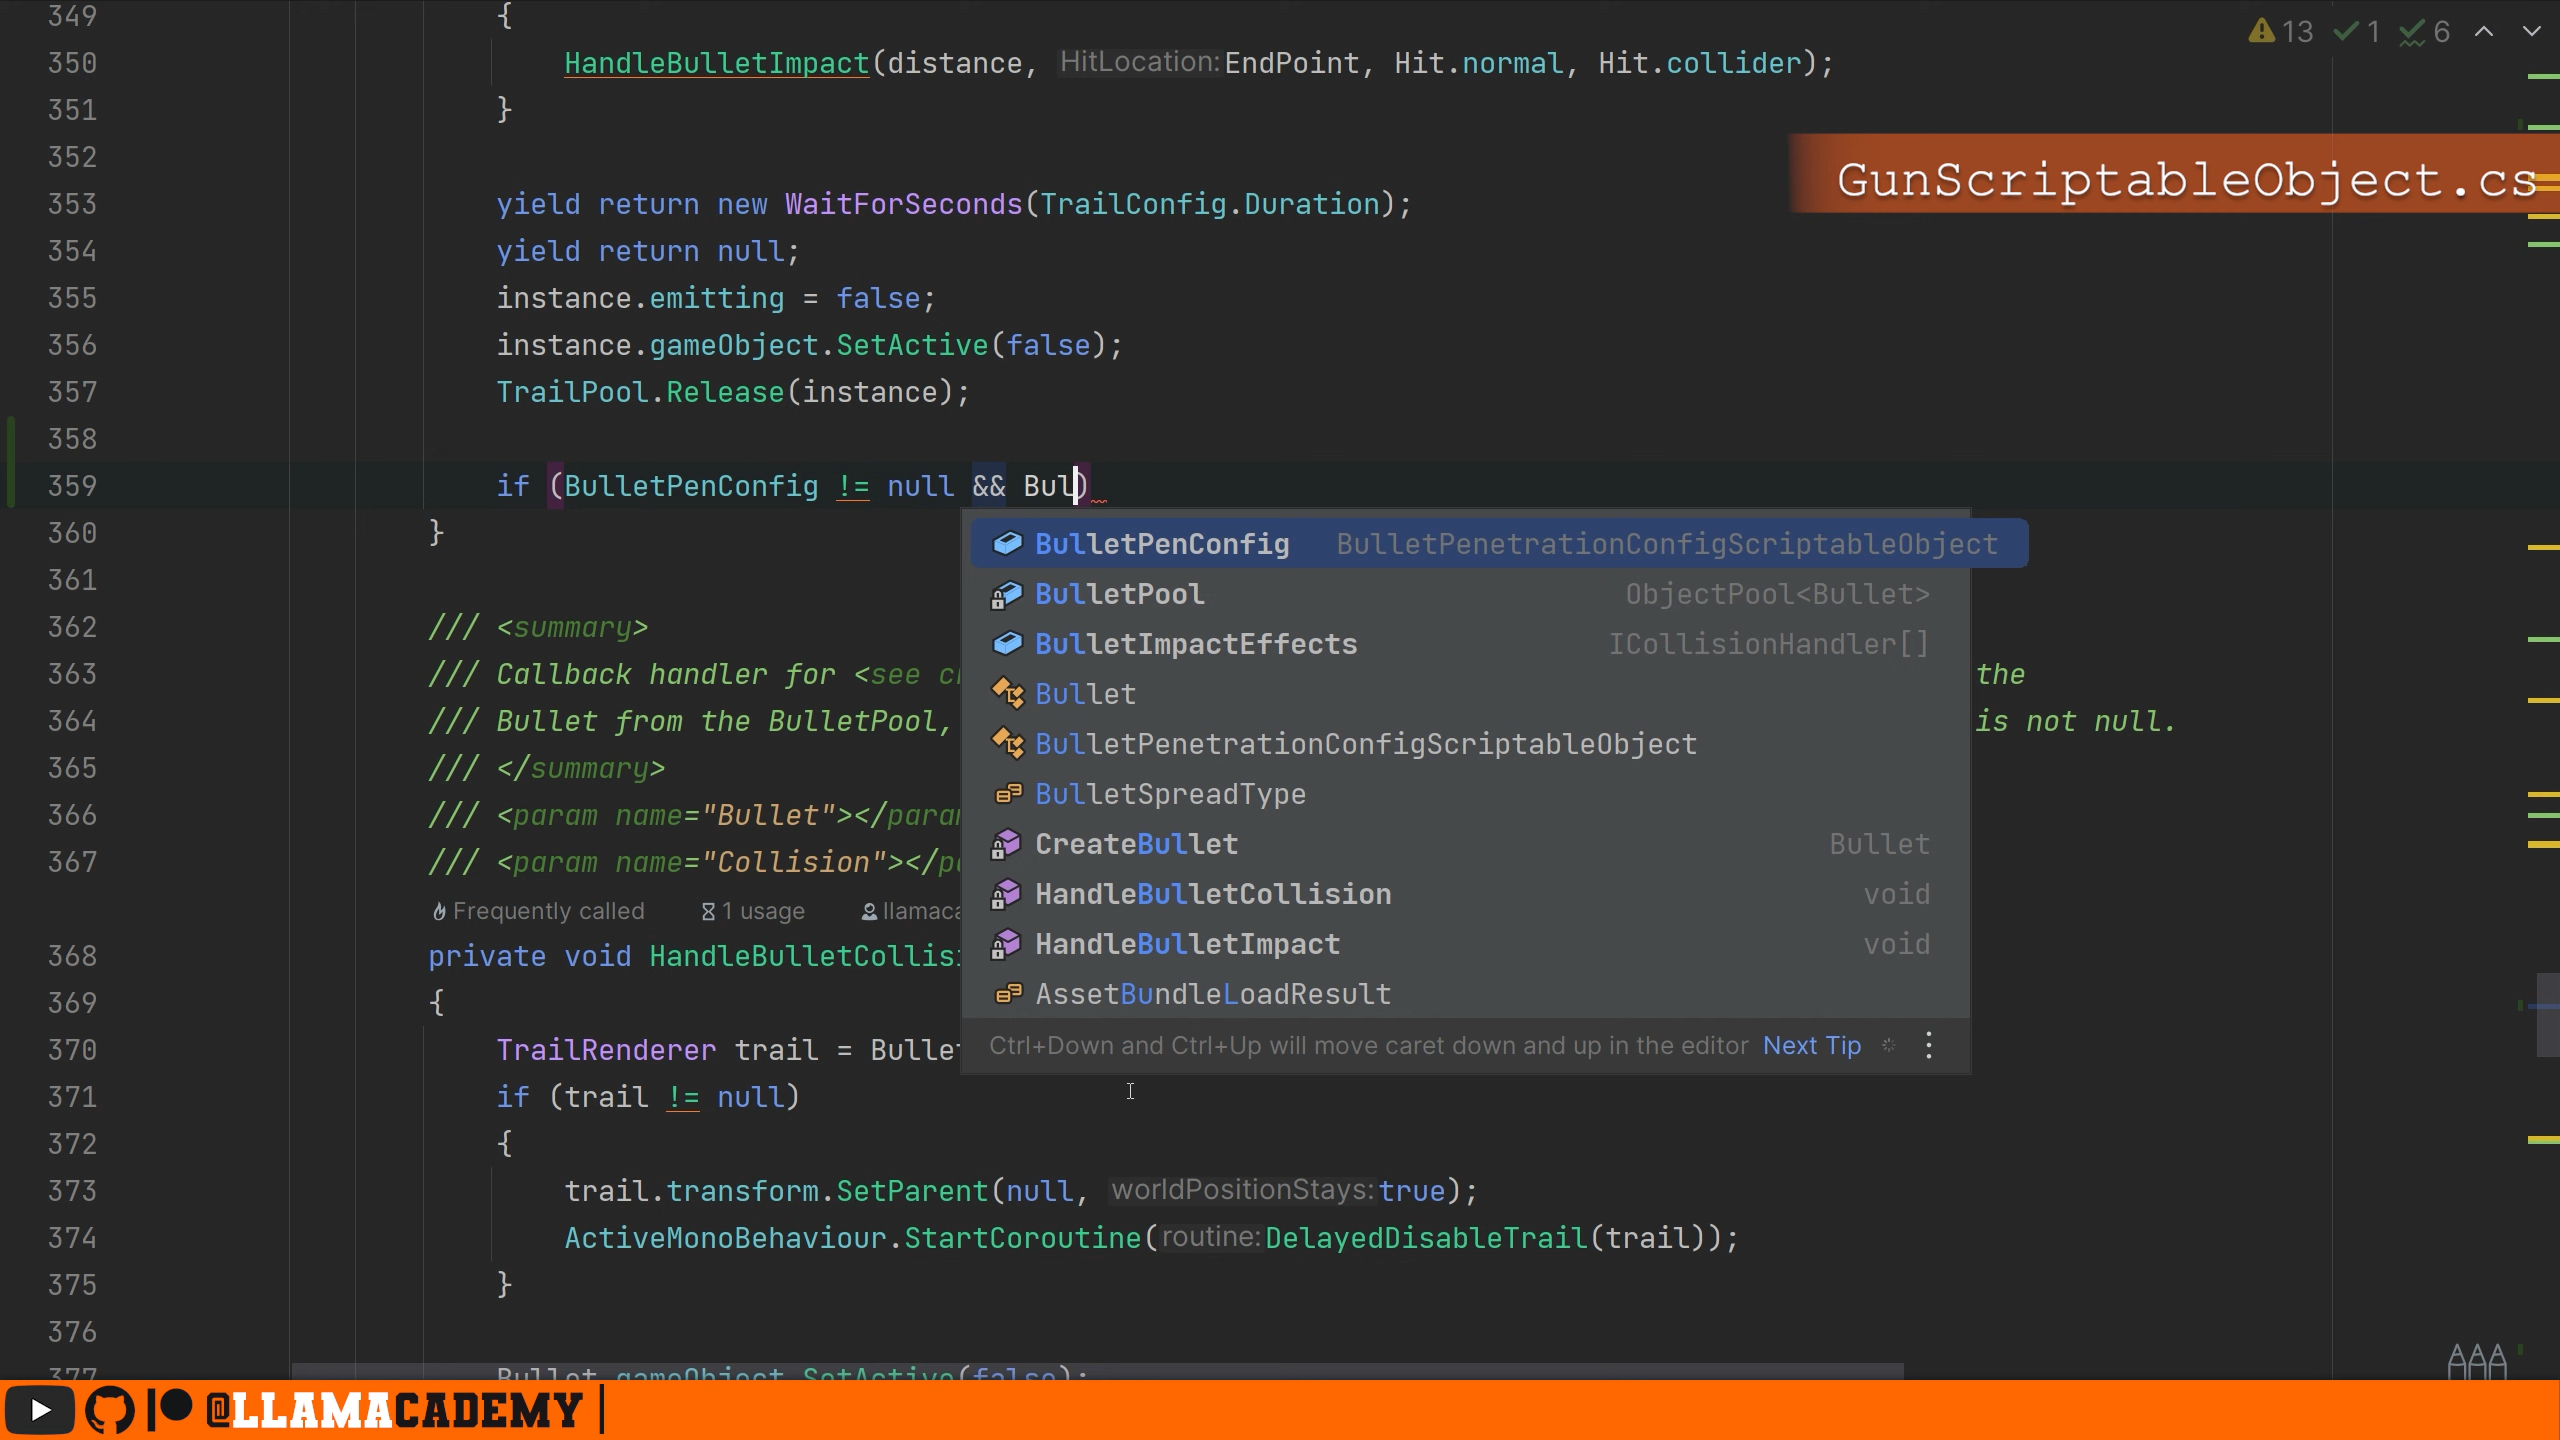 349 {
350 HandleBulletImpact(distance, HitLocation:EndPoint, Hit.normal, Hit.collider);
351 }
352
353 yield return new WaitForSeconds(TrailConfig.Duration);
354 yield return null;
355 instance.emitting = false;
356 instance.gameObject.SetActive(false);
357 TrailPool.Release(instance);
358
359 if (BulletPenConfig != null && Bul)
360 }
361
362 /// <summary>
363 /// Callback handler for <see c the
364 /// Bullet from the BulletPool, is not null.
365 /// </summary>
366 /// <param name="Bullet"></para
367 /// <param name="Collision"></p
Frequently called 1 usage llamaca
368 private void HandleBulletCollis
369 {
370 TrailRenderer trail = Bullet
371 if (trail != null)
372 {
373 trail.transform.SetParent(null, worldPositionStays:true);
374 ActiveMonoBehaviour.StartCoroutine(routine:DelayedDisableTrail(trail));
375 }
376
377 Bullet.gameObject.SetActive(false);
13 1 6
GunScriptableObject.cs
BulletPenConfig BulletPenetrationConfigScriptableObject
BulletPool ObjectPool<Bullet>
BulletImpactEffects ICollisionHandler[]
Bullet
BulletPenetrationConfigScriptableObject
BulletSpreadType
CreateBullet Bullet
HandleBulletCollision void
HandleBulletImpact void
AssetBundleLoadResult
Ctrl+Down and Ctrl+Up will move caret down and up in the editor Next Tip
@LLAMACADEMY